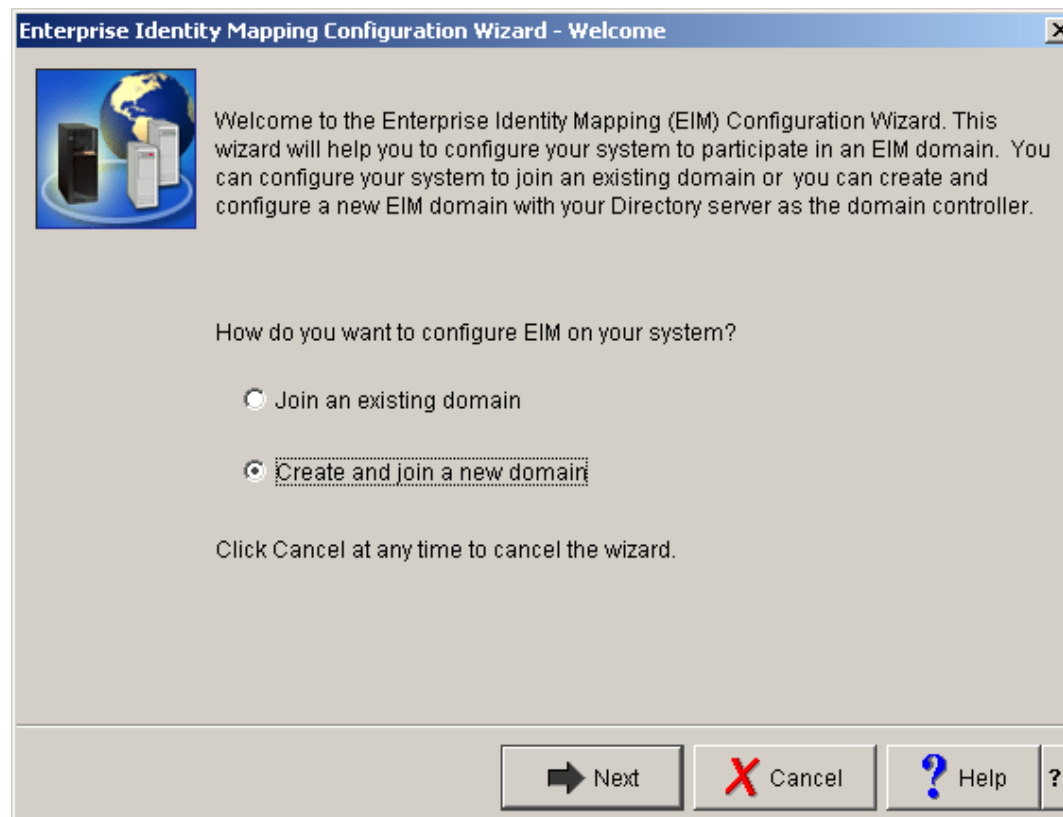 Enterprise Identity Mapping Configuration Wizard - Welcome
Welcome to the Enterprise Identity Mapping (EIM) Configuration Wizard. This
wizard will help you to configure your system to participate in an EIM domain. You
can configure your system to join an existing domain or you can create and
configure a new EIM domain with your Directory server as the domain controller.
How do you want to configure EIM on your system?
Join an existing domain
Create and join a new domain
Click Cancel at any time to cancel the wizard.
Next
Cancel
? Help
?